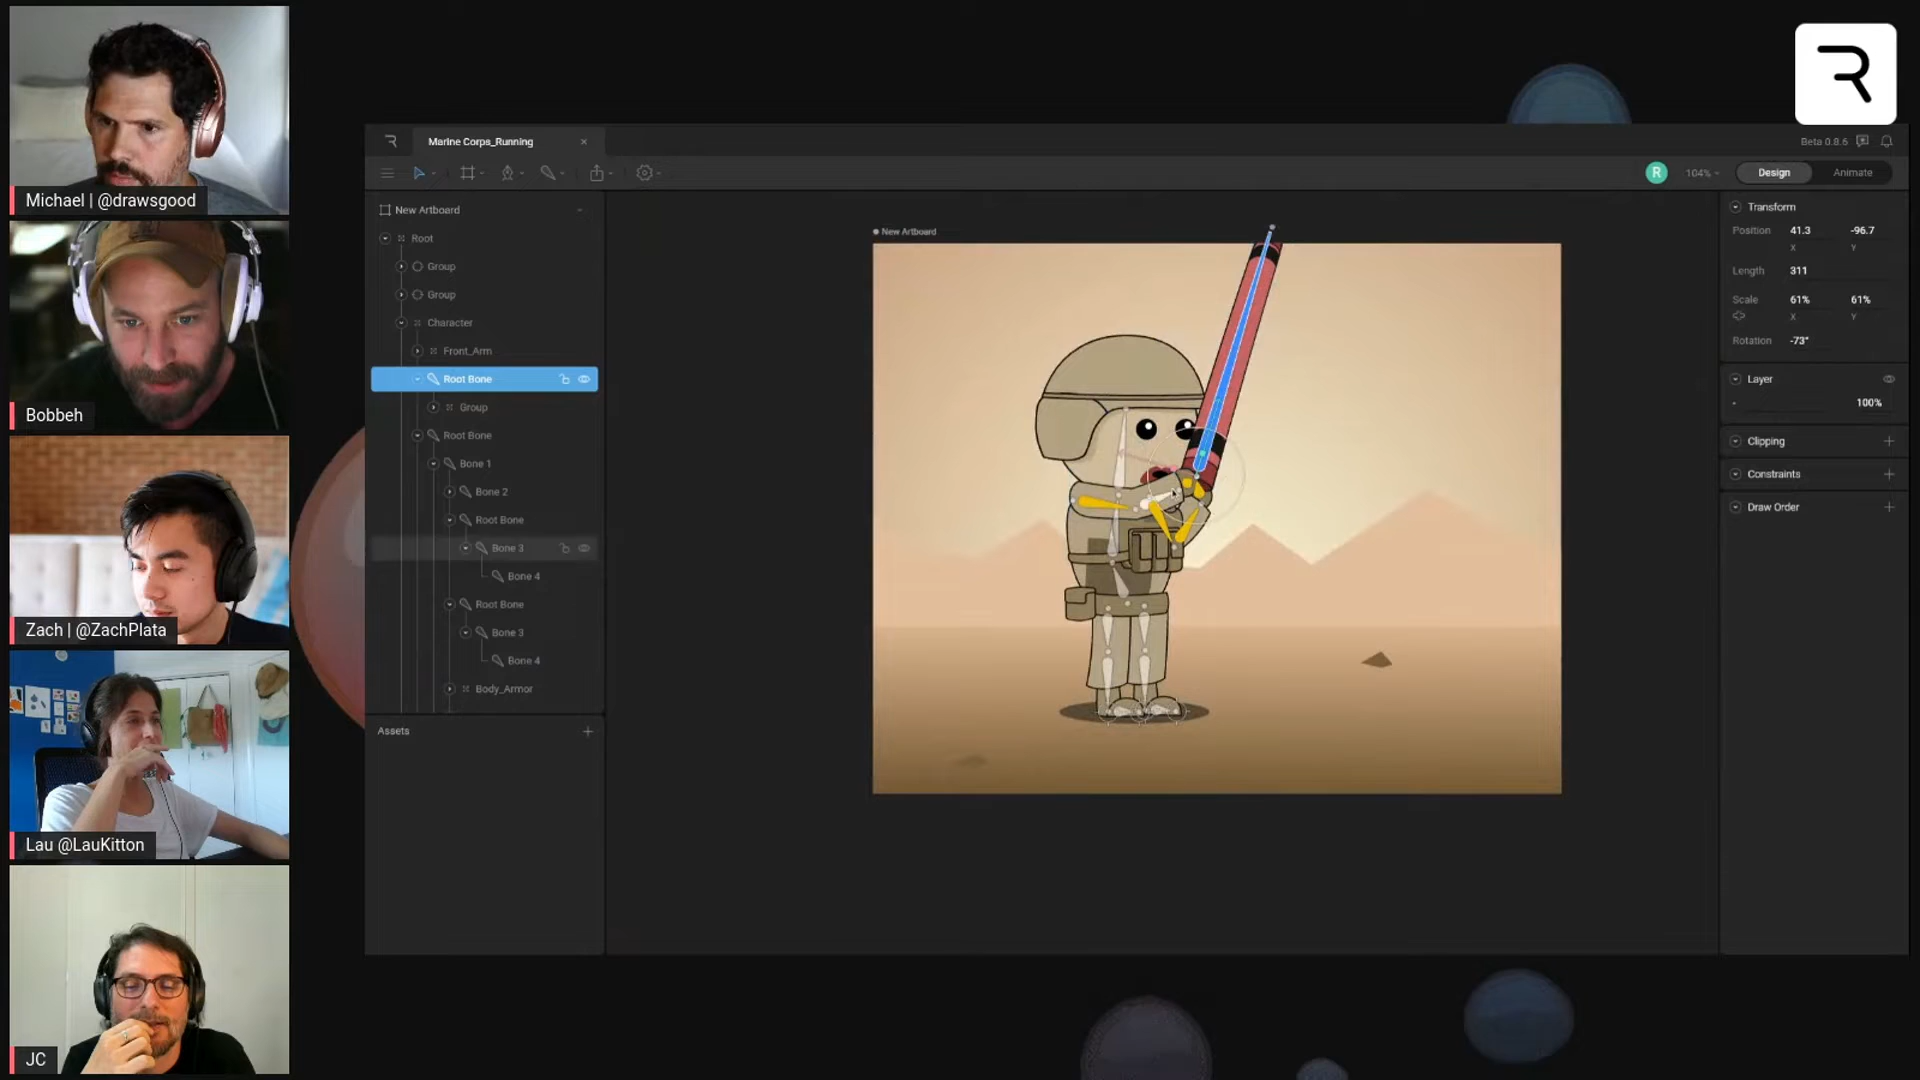 Michael | @drawsgood
Bobbeh
Zach | @ZachPlata
Lau @LauKitton
JC
Marine Corps_Running
Beta 0.8.6
R
104%
Design
Animate
New Artboard
Root
Group
Group
Character
Front_Arm
Root Bone
Group
Root Bone
Bone 1
Bone 2
Root Bone
Bone 3
Bone 4
Root Bone
Bone 3
Bone 4
Body_Armor
Assets
New Artboard
Transform
Position 41.3 -96.7
X Y
Length 311
Scale 61% 61%
X Y
Rotation -73°
Layer
100%
Clipping
Constraints
Draw Order